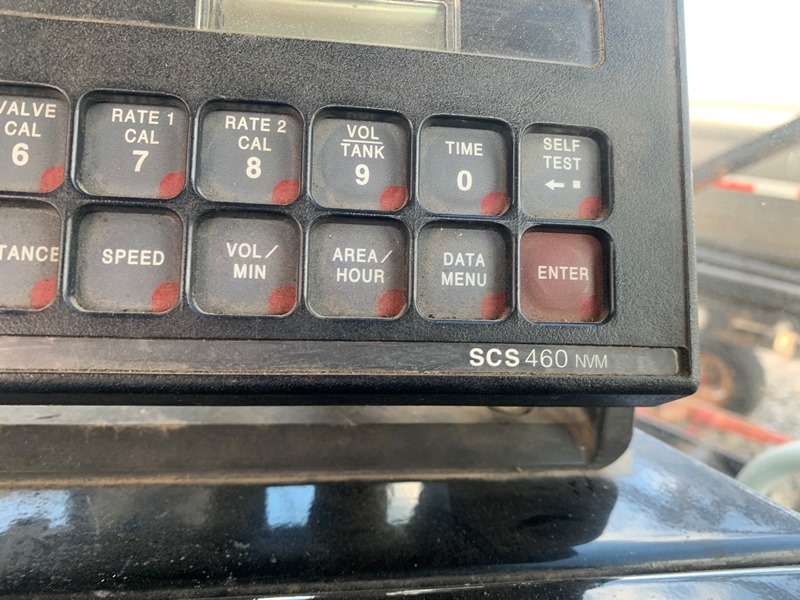 VALVE
CAL
6
RATE 1
CAL
7
RATE 2
CAL
8
VOL
TANK
9
TIME
0
SELF
TEST
←
TANCE
SPEED
VOL/
MIN
AREA/
HOUR
DATA
MENU
ENTER
SCS 460 NVM